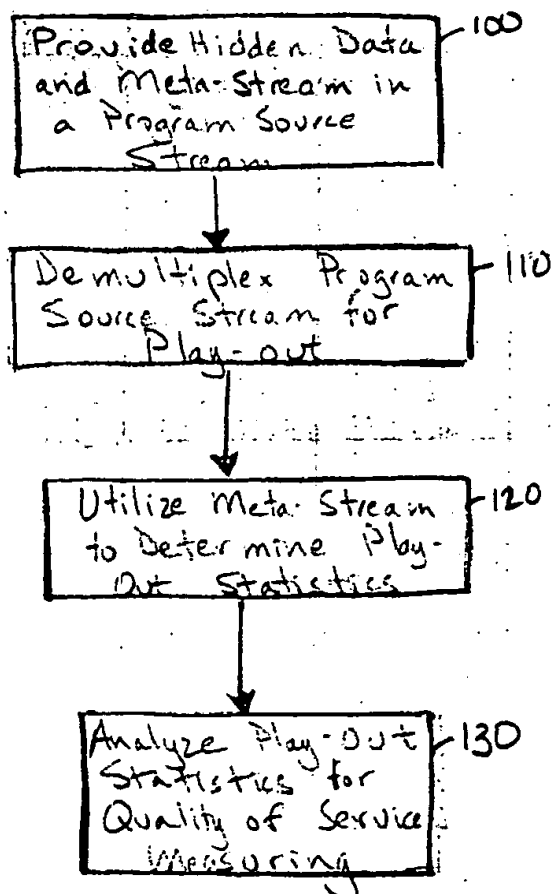 Provide Hidden Data
and Meta-Stream in
a Program Source
Stream
100
Demultiplex Program
Source Stream for
Play-out
110
Utilize Meta-Stream
to Determine Play-
Out Statistics
120
Analyze Play-Out
Statistics for
Quality of Service
Measuring
130